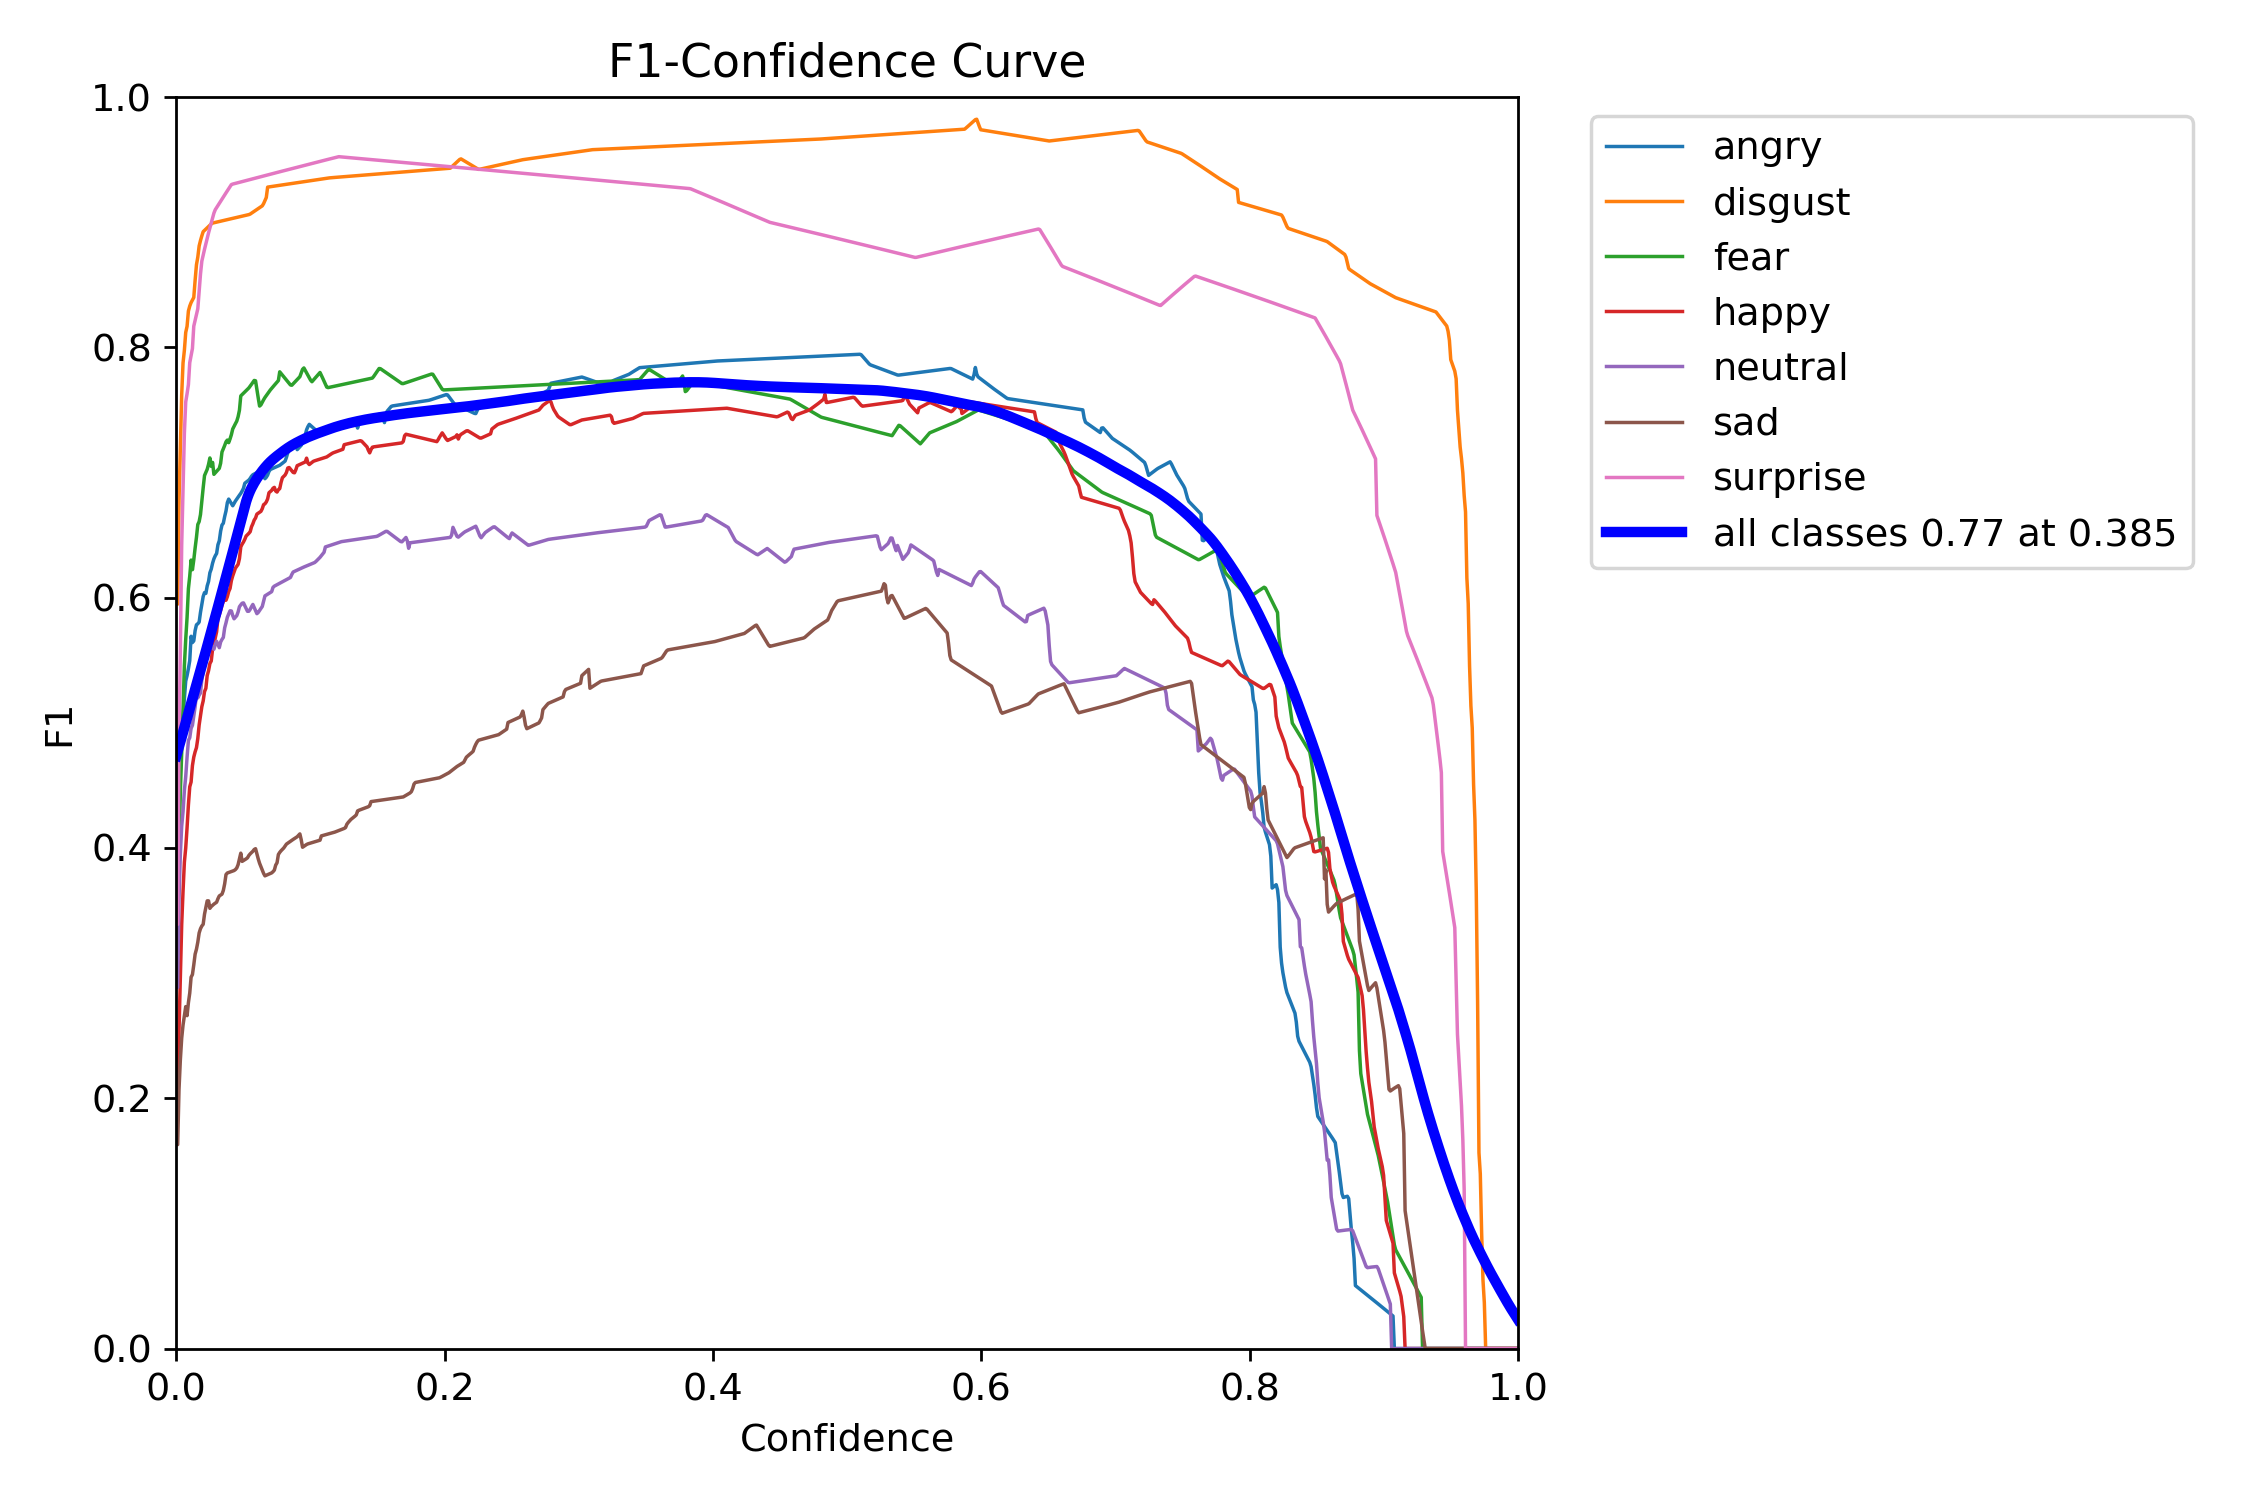 F1-Confidence Curve
1.0
0.8
0.6
0.4
0.2
0.0
F1
0.0 0.2 0.4 0.6 0.8 1.0
Confidence
angry
disgust
fear
happy
neutral
sad
surprise
all classes 0.77 at 0.385